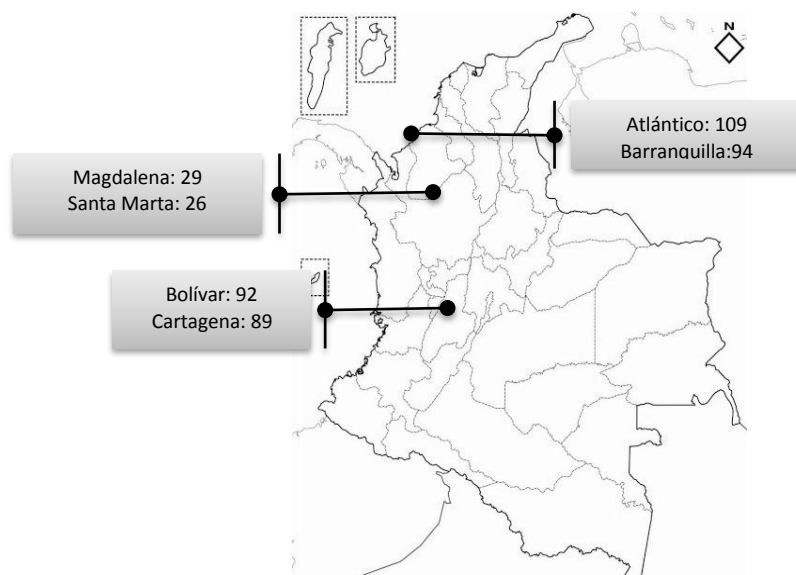 N
Atlántico: 109
Barranquilla:94
Magdalena: 29
Santa Marta: 26
Bolívar: 92
Cartagena: 89